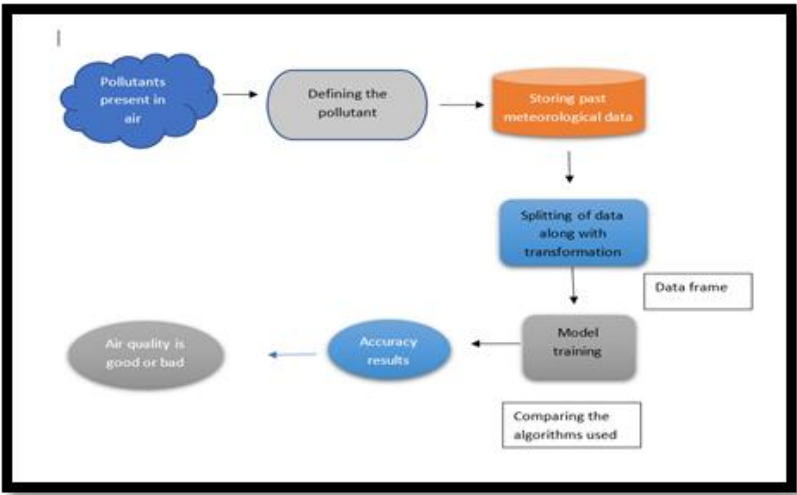 Pollutants
present in
air
Defining the
pollutant
Storing past
meteorological data
Splitting of data
along with
transformation
Data frame
Model
training
Accuracy
results
Air quality is
good or bad
Comparing the
algorithms used